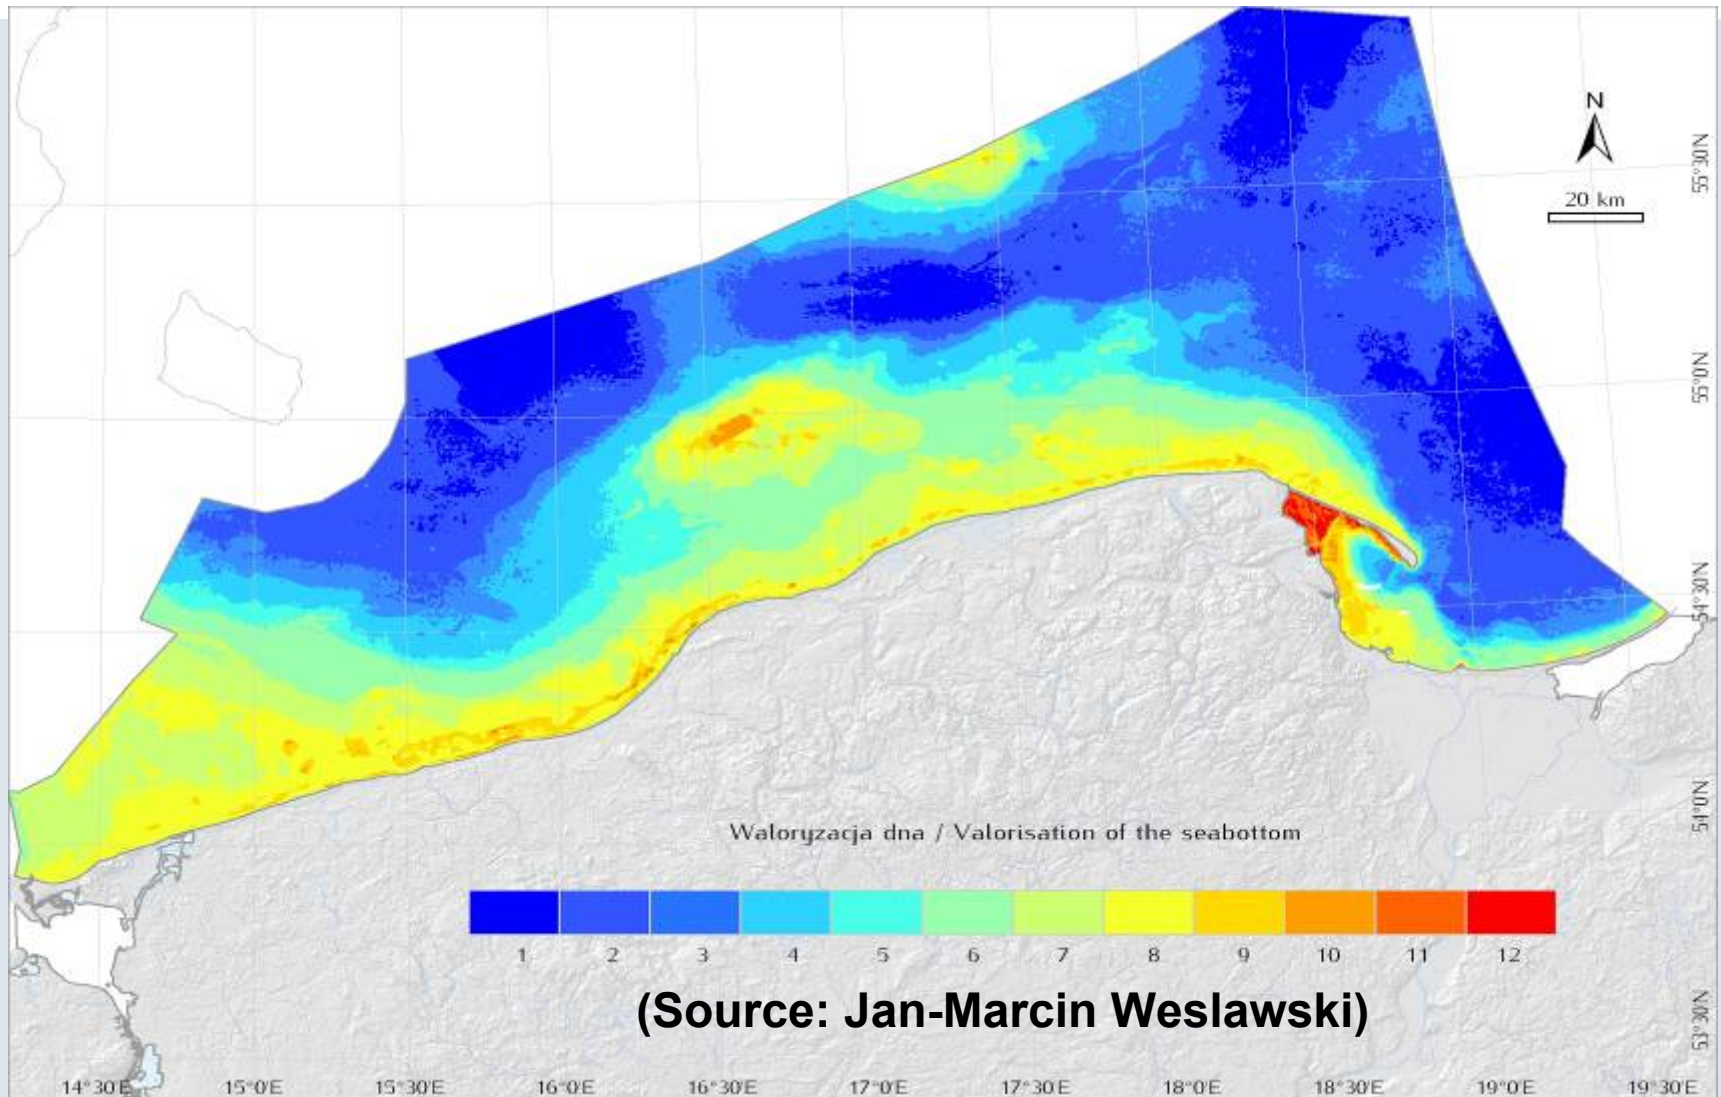 N
20 km
55°30'N
55°0'N
54°30'N
54°0'N
53°30'N
Waloryzacja dna / Valorisation of the seabottom
1 2 3 4 5 6 7 8 9 10 11 12
(Source: Jan-Marcin Weslawski)
14°30'E 15°0'E 15°30'E 16°0'E 16°30'E 17°0'E 17°30'E 18°0'E 18°30'E 19°0'E 19°30'E